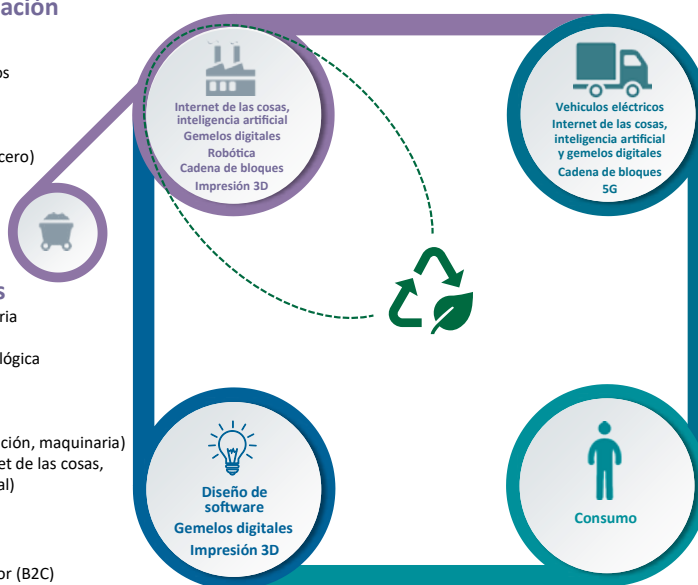 ación
os
cero)
s
ria
lógica
ción, maquinaria)
et de las cosas,
al)
or (B2C)
Internet de las cosas,
inteligencia artificial
Gemelos digitales
Robótica
Cadena de bloques
Impresión 3D
Vehiculos eléctricos
Internet de las cosas,
inteligencia artificial
y gemelos digitales
Cadena de bloques
5G
Diseño de
software
Gemelos digitales
Impresión 3D
Consumo